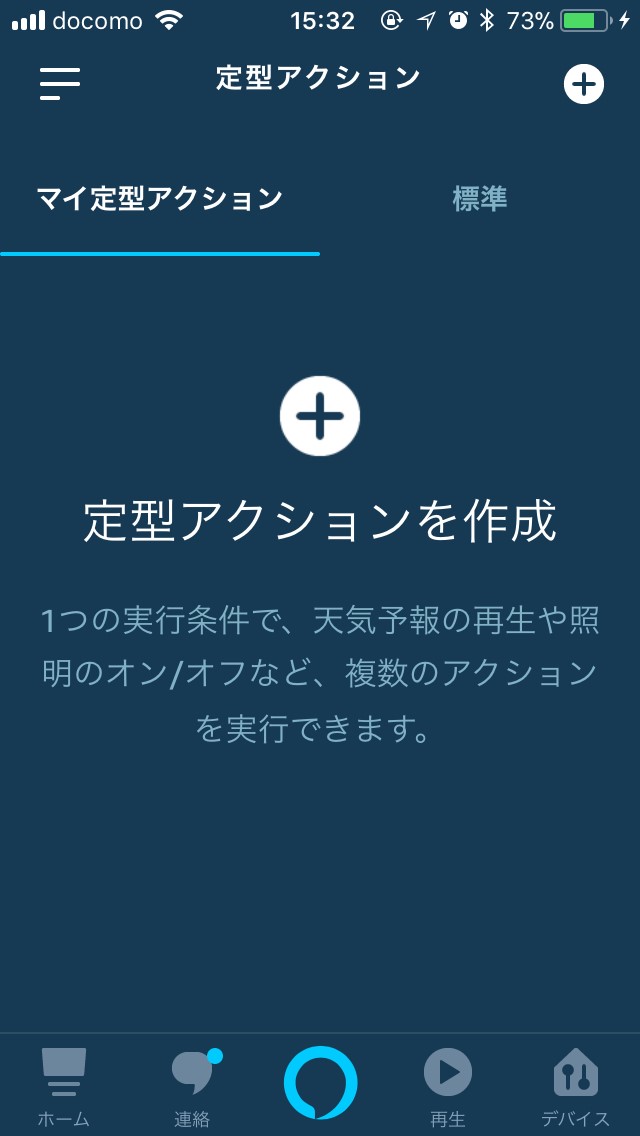 docomo 15:32 73%
定型アクション
マイ定型アクション 標準
定型アクションを作成
1つの実行条件で、天気予報の再生や照
明のオン/オフなど、複数のアクション
を実行できます。
ホーム 連絡 再生 デバイス